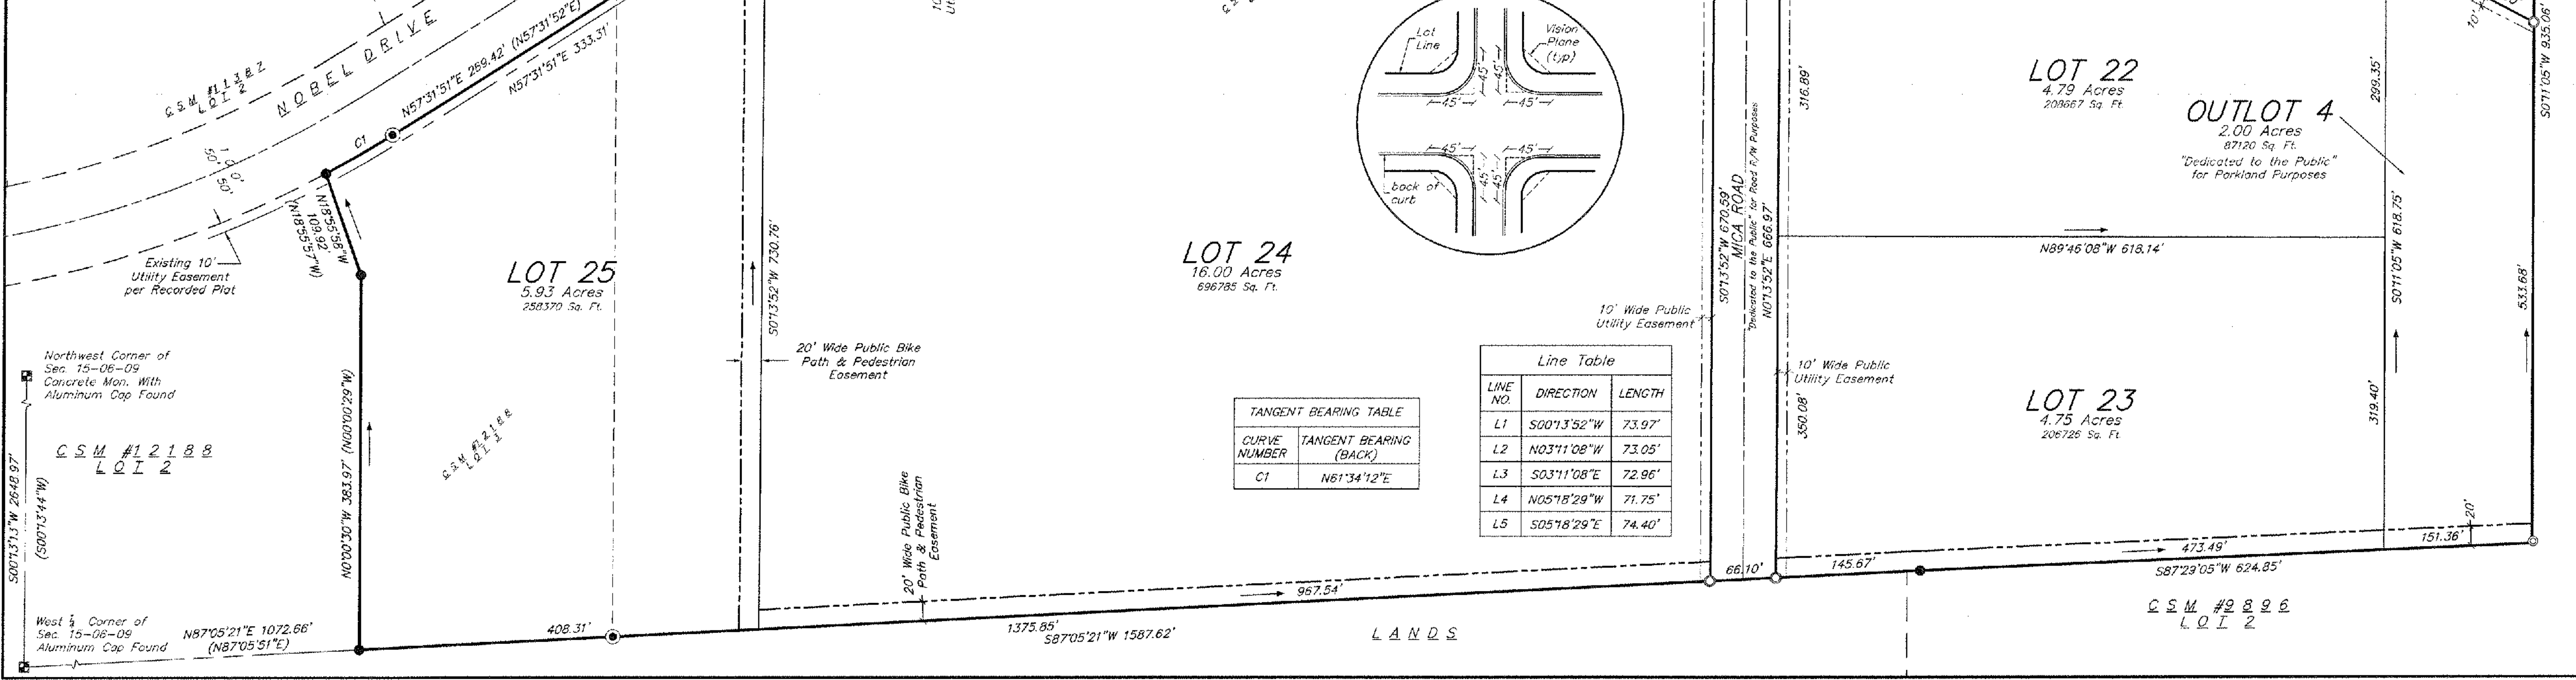 C S M #11382
L O T 2
NOBEL DRIVE
100'
50'
50'
C1
N57°31'51"E 269.42' (N57°31'52"E)
N57°31'51"E 333.31'
N18°55'58"W
109.92'
(N18°55'57"W)
Existing 10'
Utility Easement
per Recorded Plat
LOT 25
5.93 Acres
258370 Sq. Ft.
Northwest Corner of
Sec. 15-06-09
Concrete Mon. With
Aluminum Cap Found
CSM #12188
LOT 2
S00°13'13"W 2648.97'
(S00°13'44"W)
N0°00'30"W 383.97' (N00°00'29"W)
CSM #12188
LOT 3
West ¼ Corner of
Sec. 15-06-09
Aluminum Cap Found
N87°05'21"E 1072.66'
(N87°05'51"E)
408.31'
S0°13'52"W 730.76'
20' Wide Public Bike
Path & Pedestrian
Easement
20' Wide Public Bike
Path & Pedestrian
Easement
967.54'
1375.85'
S87°05'21"W 1587.62'
LANDS
LOT 24
16.00 Acres
696785 Sq. Ft.
Lot
Line
Vision
Plane
(typ)
45'
45'
45'
45'
45'
45'
45'
45'
back of
curb
TANGENT BEARING TABLE
CURVE NUMBER TANGENT BEARING (BACK)
C1 N61°34'12"E
Line Table
LINE NO. DIRECTION LENGTH
L1 S00°13'52"W 73.97'
L2 N03°11'08"W 73.05'
L3 S03°11'08"E 72.96'
L4 N05°18'29"W 71.75'
L5 S05°18'29"E 74.40'
10' Wide Public
Utility Easement
S0°13'52"W 670.59'
MICA ROAD
"Dedicated to the Public" for Road R/W Purposes
N0°13'52"E 666.97'
316.89'
350.08'
10' Wide Public
Utility Easement
66.10'
145.67'
LOT 22
4.79 Acres
208667 Sq. Ft.
OUTLOT 4
2.00 Acres
87120 Sq. Ft.
"Dedicated to the Public"
for Parkland Purposes
N89°46'08"W 618.14'
LOT 23
4.75 Acres
206726 Sq. Ft.
299.35'
319.40'
S0°11'05"W 618.75'
533.68'
S0°11'05"W 935.06'
10'
20'
473.49'
151.36'
S87°29'05"W 624.85'
CSM #9896
LOT 2